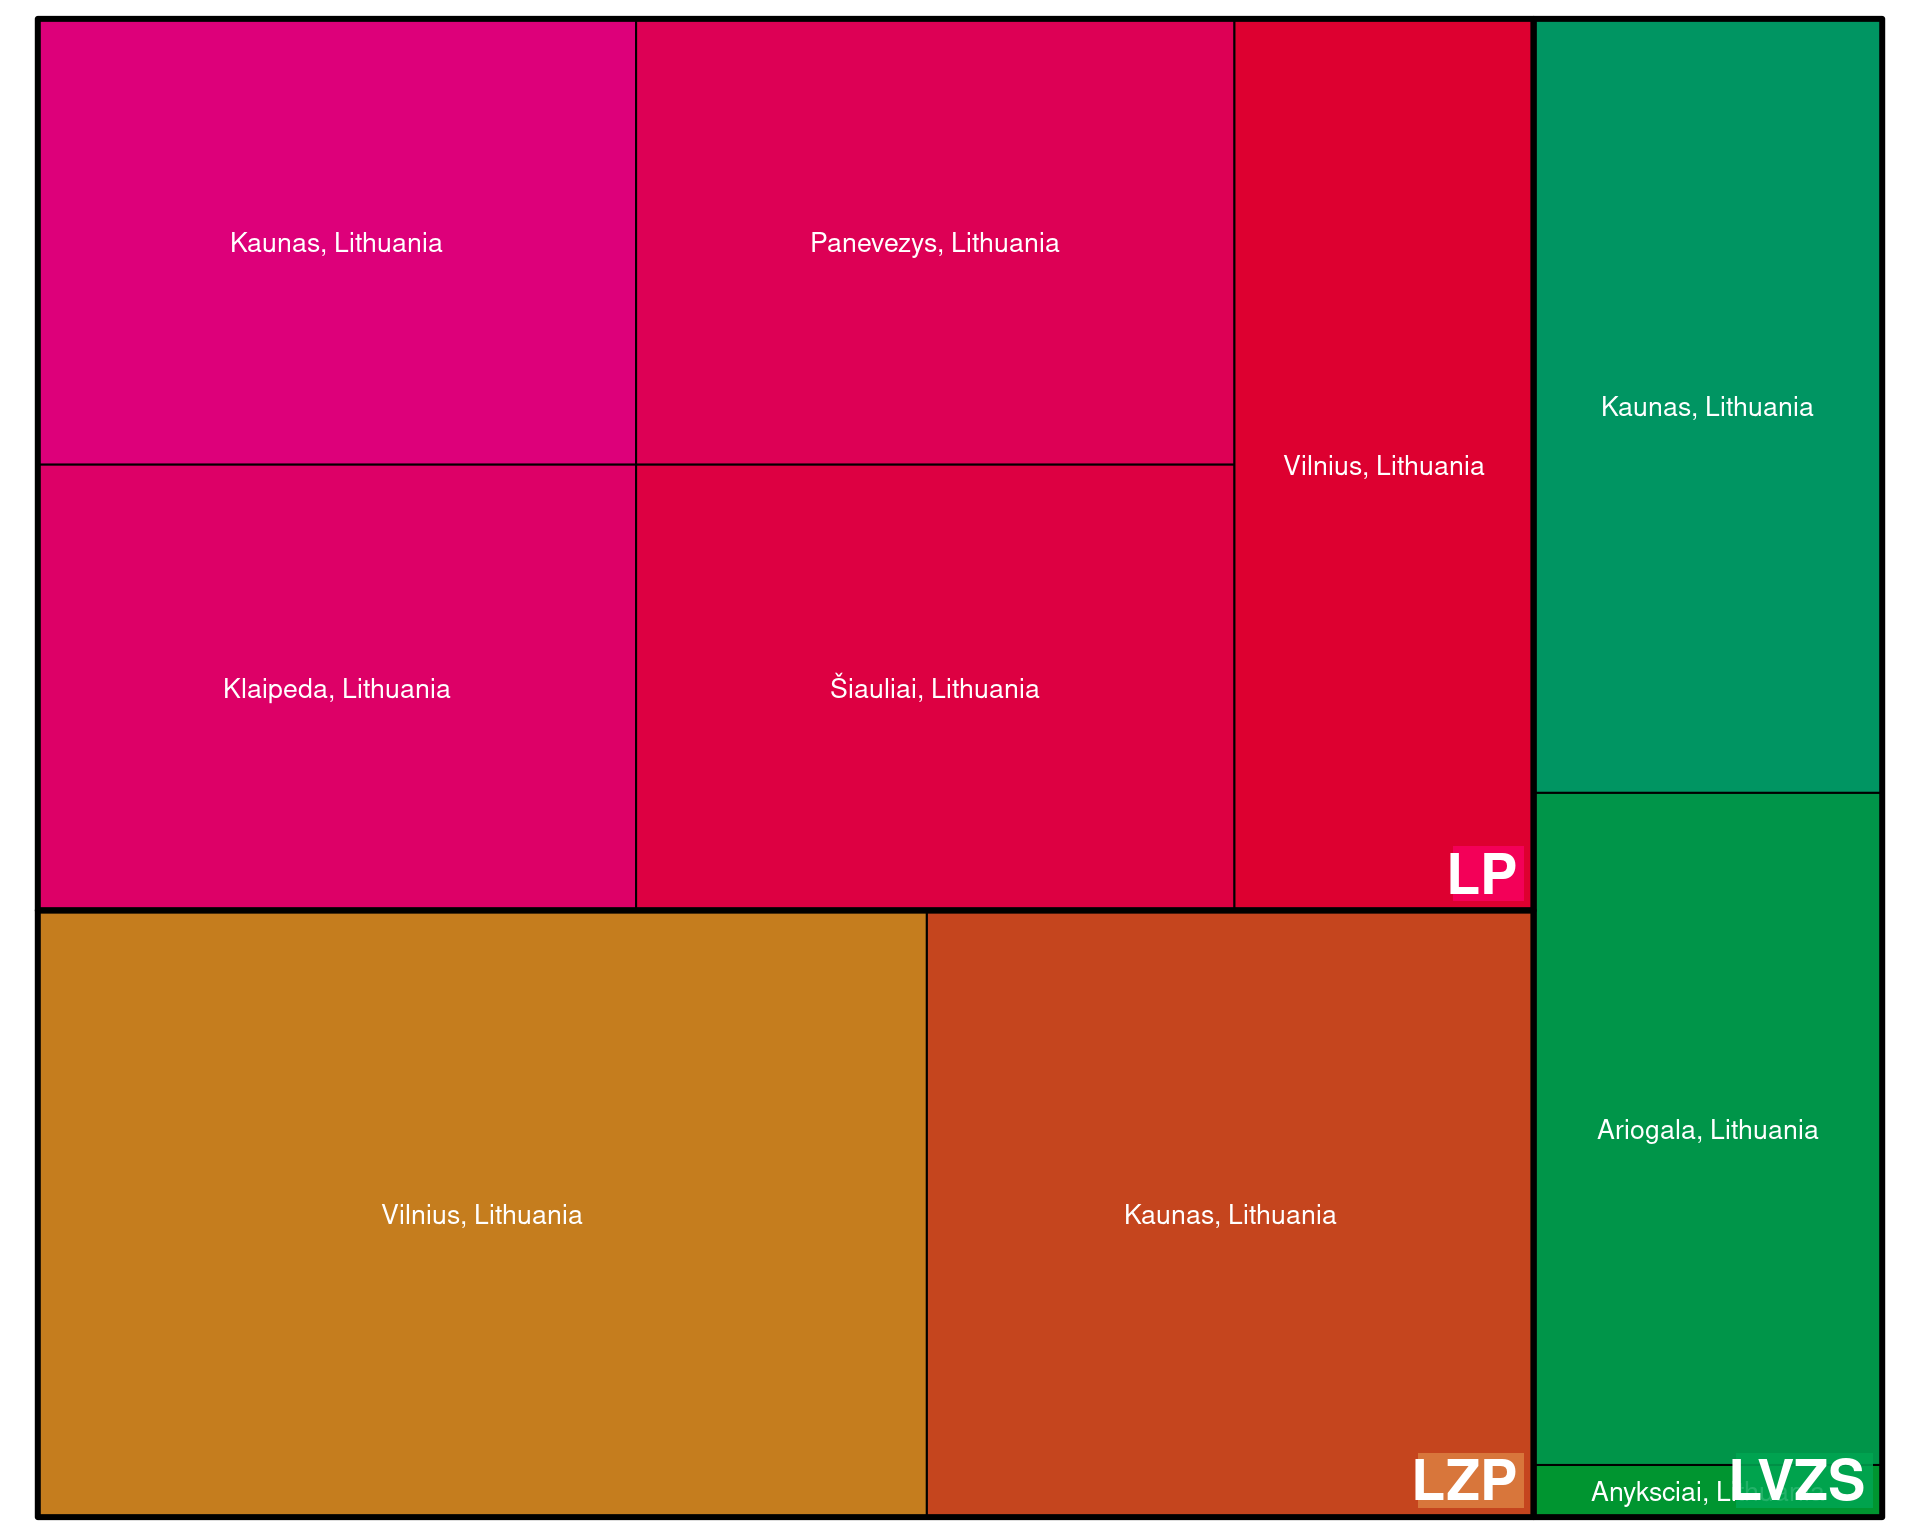 Kaunas, Lithuania
Panevezys, Lithuania
Vilnius, Lithuania
Klaipeda, Lithuania
Šiauliai, Lithuania
LP
Vilnius, Lithuania
Kaunas, Lithuania
LZP
Kaunas, Lithuania
Ariogala, Lithuania
Anyksciai, Lithuania
LVZS